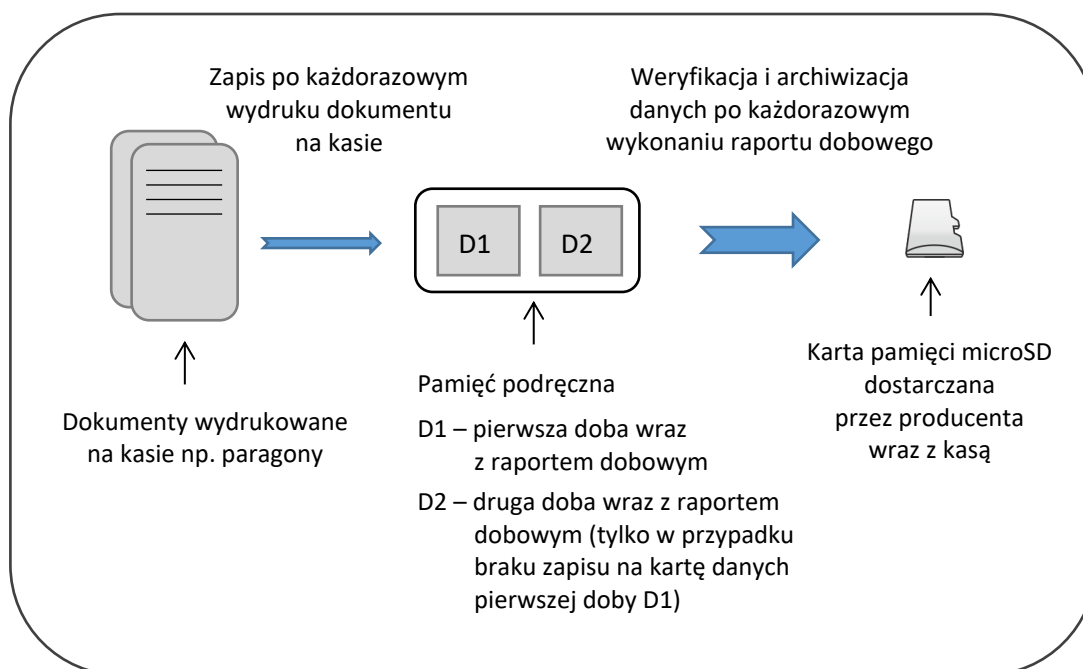 Zapis po każdorazowym
wydruku dokumentu
na kasie
Weryfikacja i archiwizacja
danych po każdorazowym
wykonaniu raportu dobowego
D1
D2
Dokumenty wydrukowane
na kasie np. paragony
Pamięć podręczna
D1 – pierwsza doba wraz
z raportem dobowym
D2 – druga doba wraz z raportem
dobowym (tylko w przypadku
braku zapisu na kartę danych
pierwszej doby D1)
Karta pamięci microSD
dostarczana
przez producenta
wraz z kasą